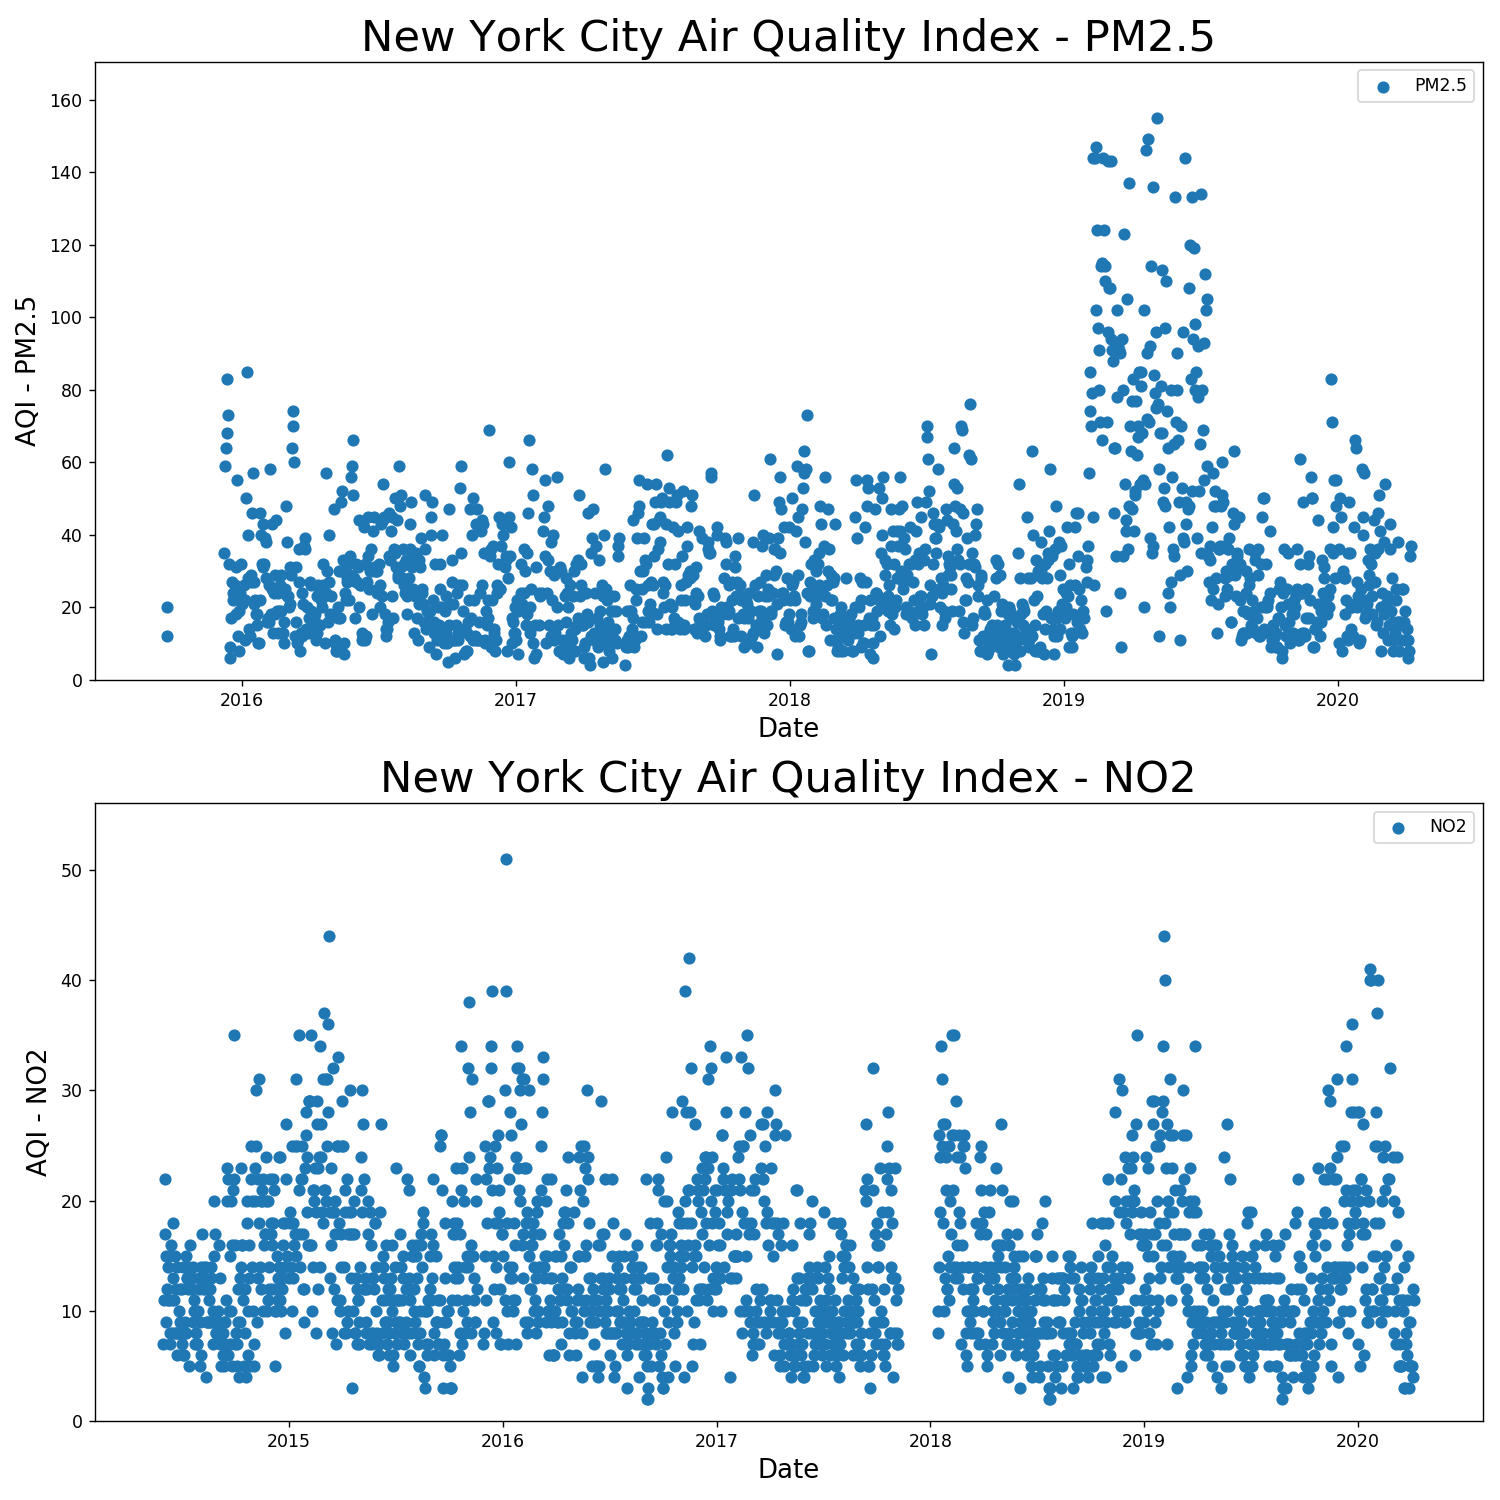 New York City Air Quality Index - PM2.5
PM2.5
160
140
120
100
80
60
40
20
0
AQI - PM2.5
2016 2017 2018 2019 2020
Date
New York City Air Quality Index - NO2
NO2
50
40
30
20
10
0
AQI - NO2
2015 2016 2017 2018 2019 2020
Date